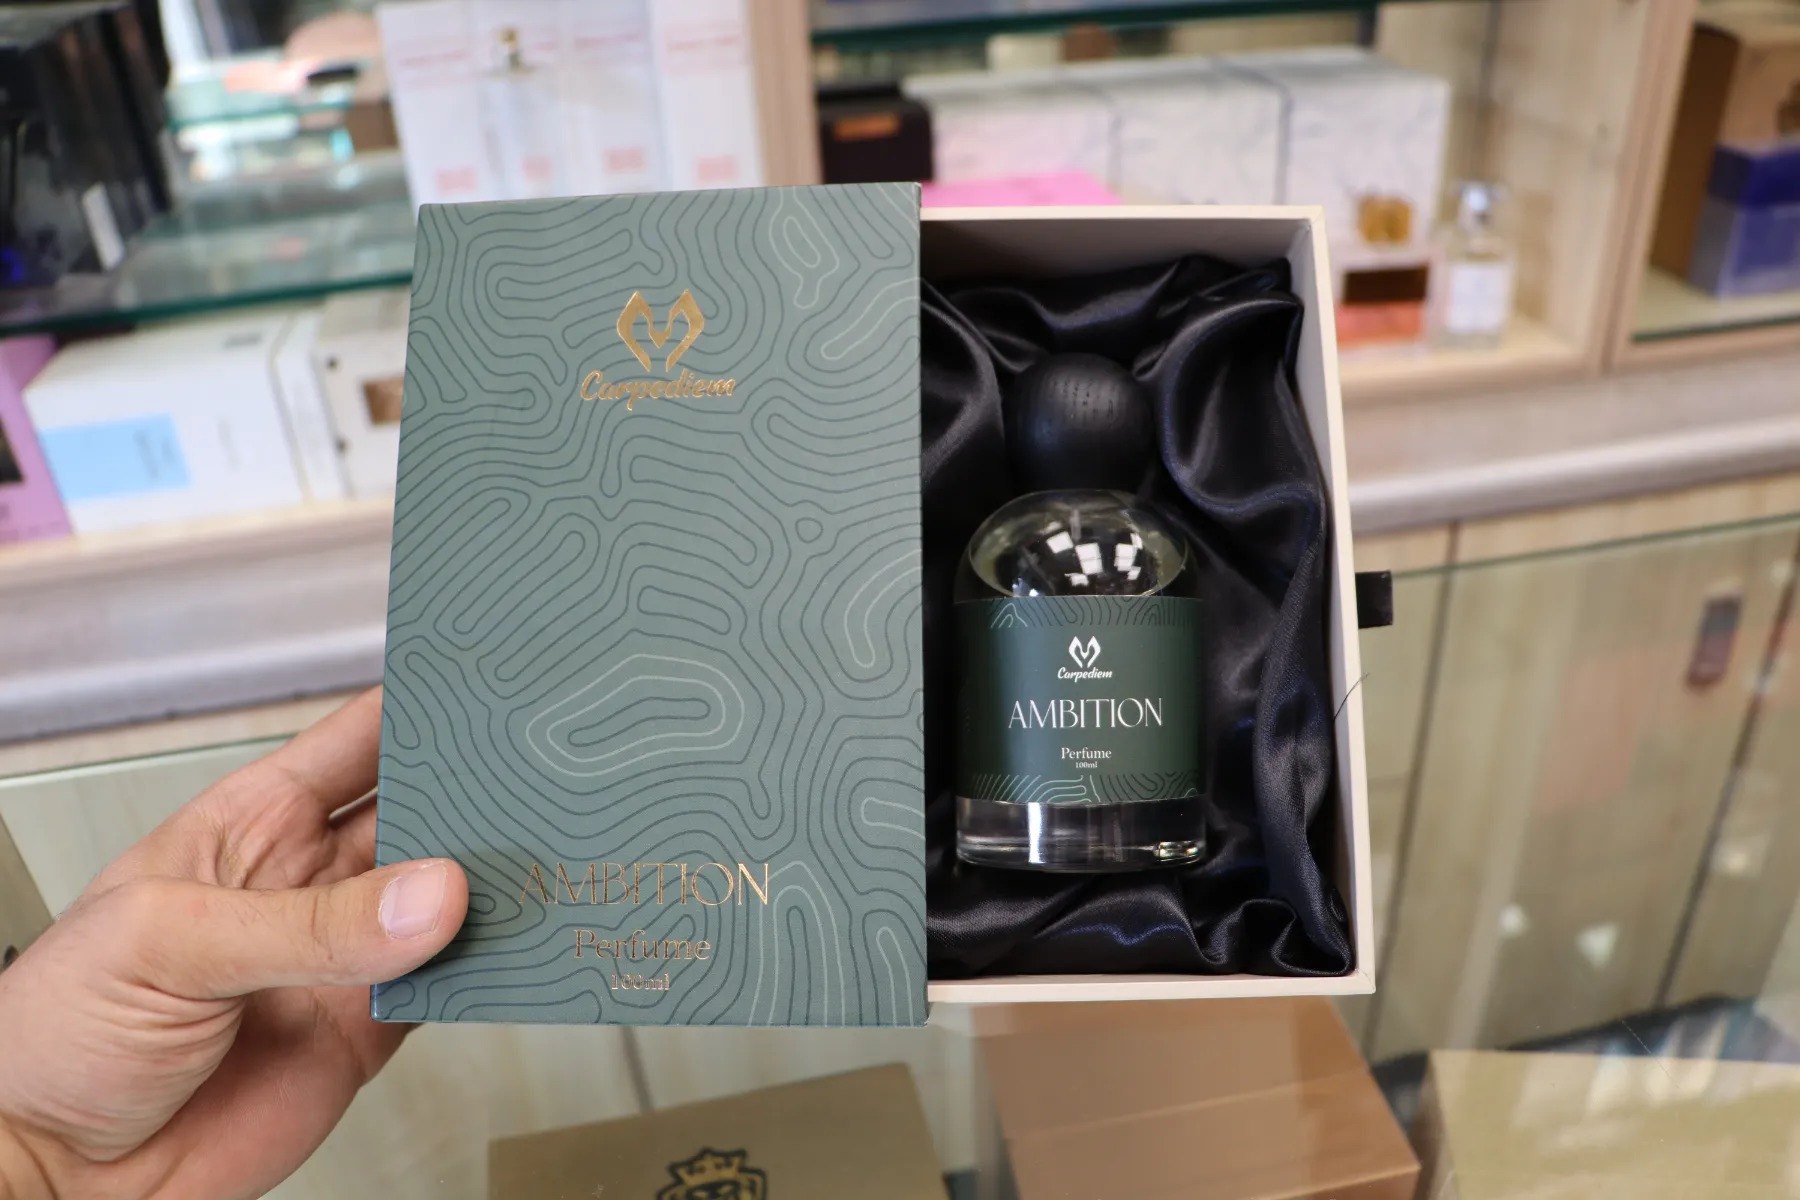 Carpediem
AMBITION
Perfume
100ml
Carpediem
AMBITION
Perfume
100ml